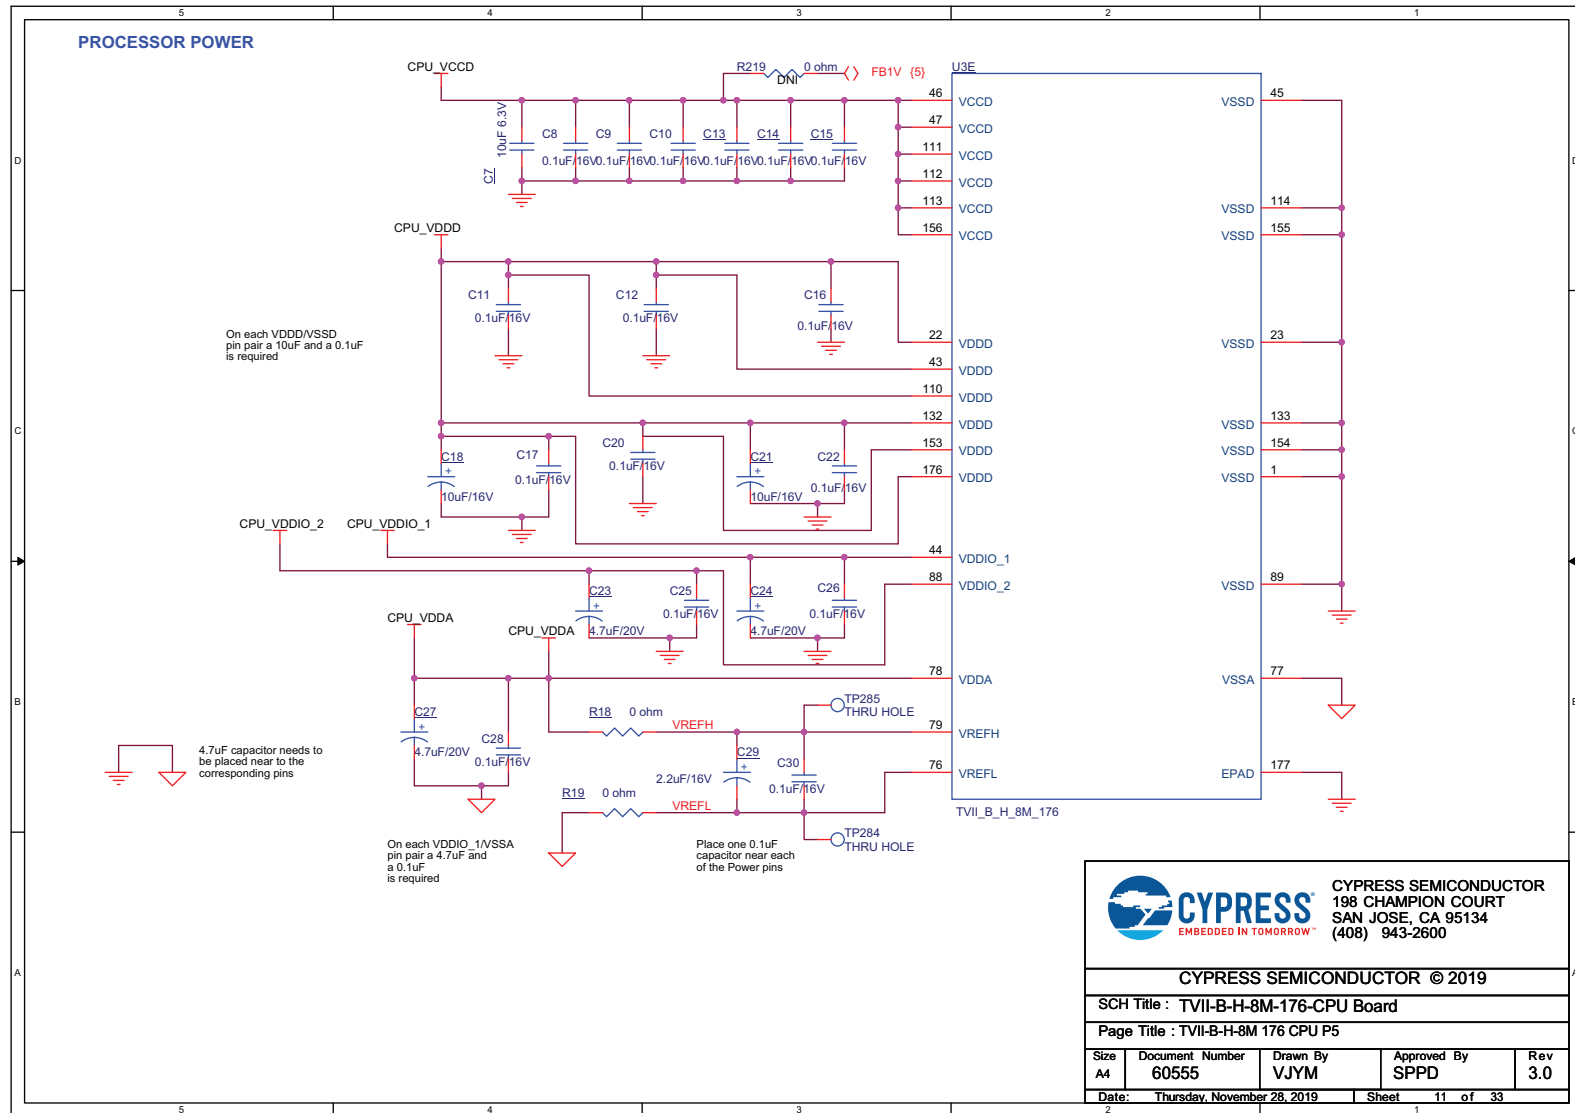 5 4 3 2 1
PROCESSOR POWER
CPU_VCCD
R219 0 ohm
DNI
FB1V {5}
U3E
C7
10uF 6.3V
C8
0.1uF/16V
C9
0.1uF/16V
C10
0.1uF/16V
C13
0.1uF/16V
C14
0.1uF/16V
C15
0.1uF/16V
46 VCCD
47 VCCD
111 VCCD
112 VCCD
113 VCCD
156 VCCD
VSSD 45
VSSD 114
VSSD 155
D
D
CPU_VDDD
C11
0.1uF/16V
C12
0.1uF/16V
C16
0.1uF/16V
On each VDDD/VSSD
pin pair a 10uF and a 0.1uF
is required
22 VDDD
43 VDDD
110 VDDD
132 VDDD
153 VDDD
176 VDDD
VSSD 23
VSSD 133
VSSD 154
VSSD 1
C
C
C18
+
10uF/16V
C17
0.1uF/16V
C20
0.1uF/16V
C21
+
10uF/16V
C22
0.1uF/16V
CPU_VDDIO_2
CPU_VDDIO_1
44 VDDIO_1
88 VDDIO_2
VSSD 89
C23
+
4.7uF/20V
C25
0.1uF/16V
C24
+
4.7uF/20V
C26
0.1uF/16V
CPU_VDDA
CPU_VDDA
78 VDDA
79 VREFH
76 VREFL
VSSA 77
EPAD 177
TVII_B_H_8M_176
B
B
C27
+
4.7uF/20V
C28
0.1uF/16V
R18 0 ohm
VREFH
TP285
THRU HOLE
C29
+
2.2uF/16V
C30
0.1uF/16V
R19 0 ohm
VREFL
TP284
THRU HOLE
4.7uF capacitor needs to
be placed near to the
corresponding pins
On each VDDIO_1/VSSA
pin pair a 4.7uF and
a 0.1uF
is required
Place one 0.1uF
capacitor near each
of the Power pins
A
A
CYPRESS
EMBEDDED IN TOMORROW™
CYPRESS SEMICONDUCTOR
198 CHAMPION COURT
SAN JOSE, CA 95134
(408) 943-2600
CYPRESS SEMICONDUCTOR © 2019
SCH Title : TVII-B-H-8M-176-CPU Board
Page Title : TVII-B-H-8M 176 CPU P5
Size Document Number Drawn By Approved By Rev
A4 60555 VJYM SPPD 3.0
Date: Thursday, November 28, 2019 Sheet 11 of 33
5 4 3 2 1